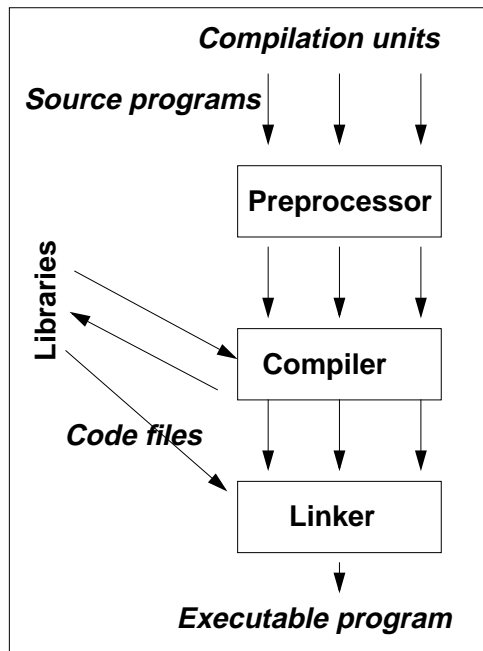 Compilation units
Source programs
Preprocessor
Libraries
Compiler
Code files
Linker
Executable program